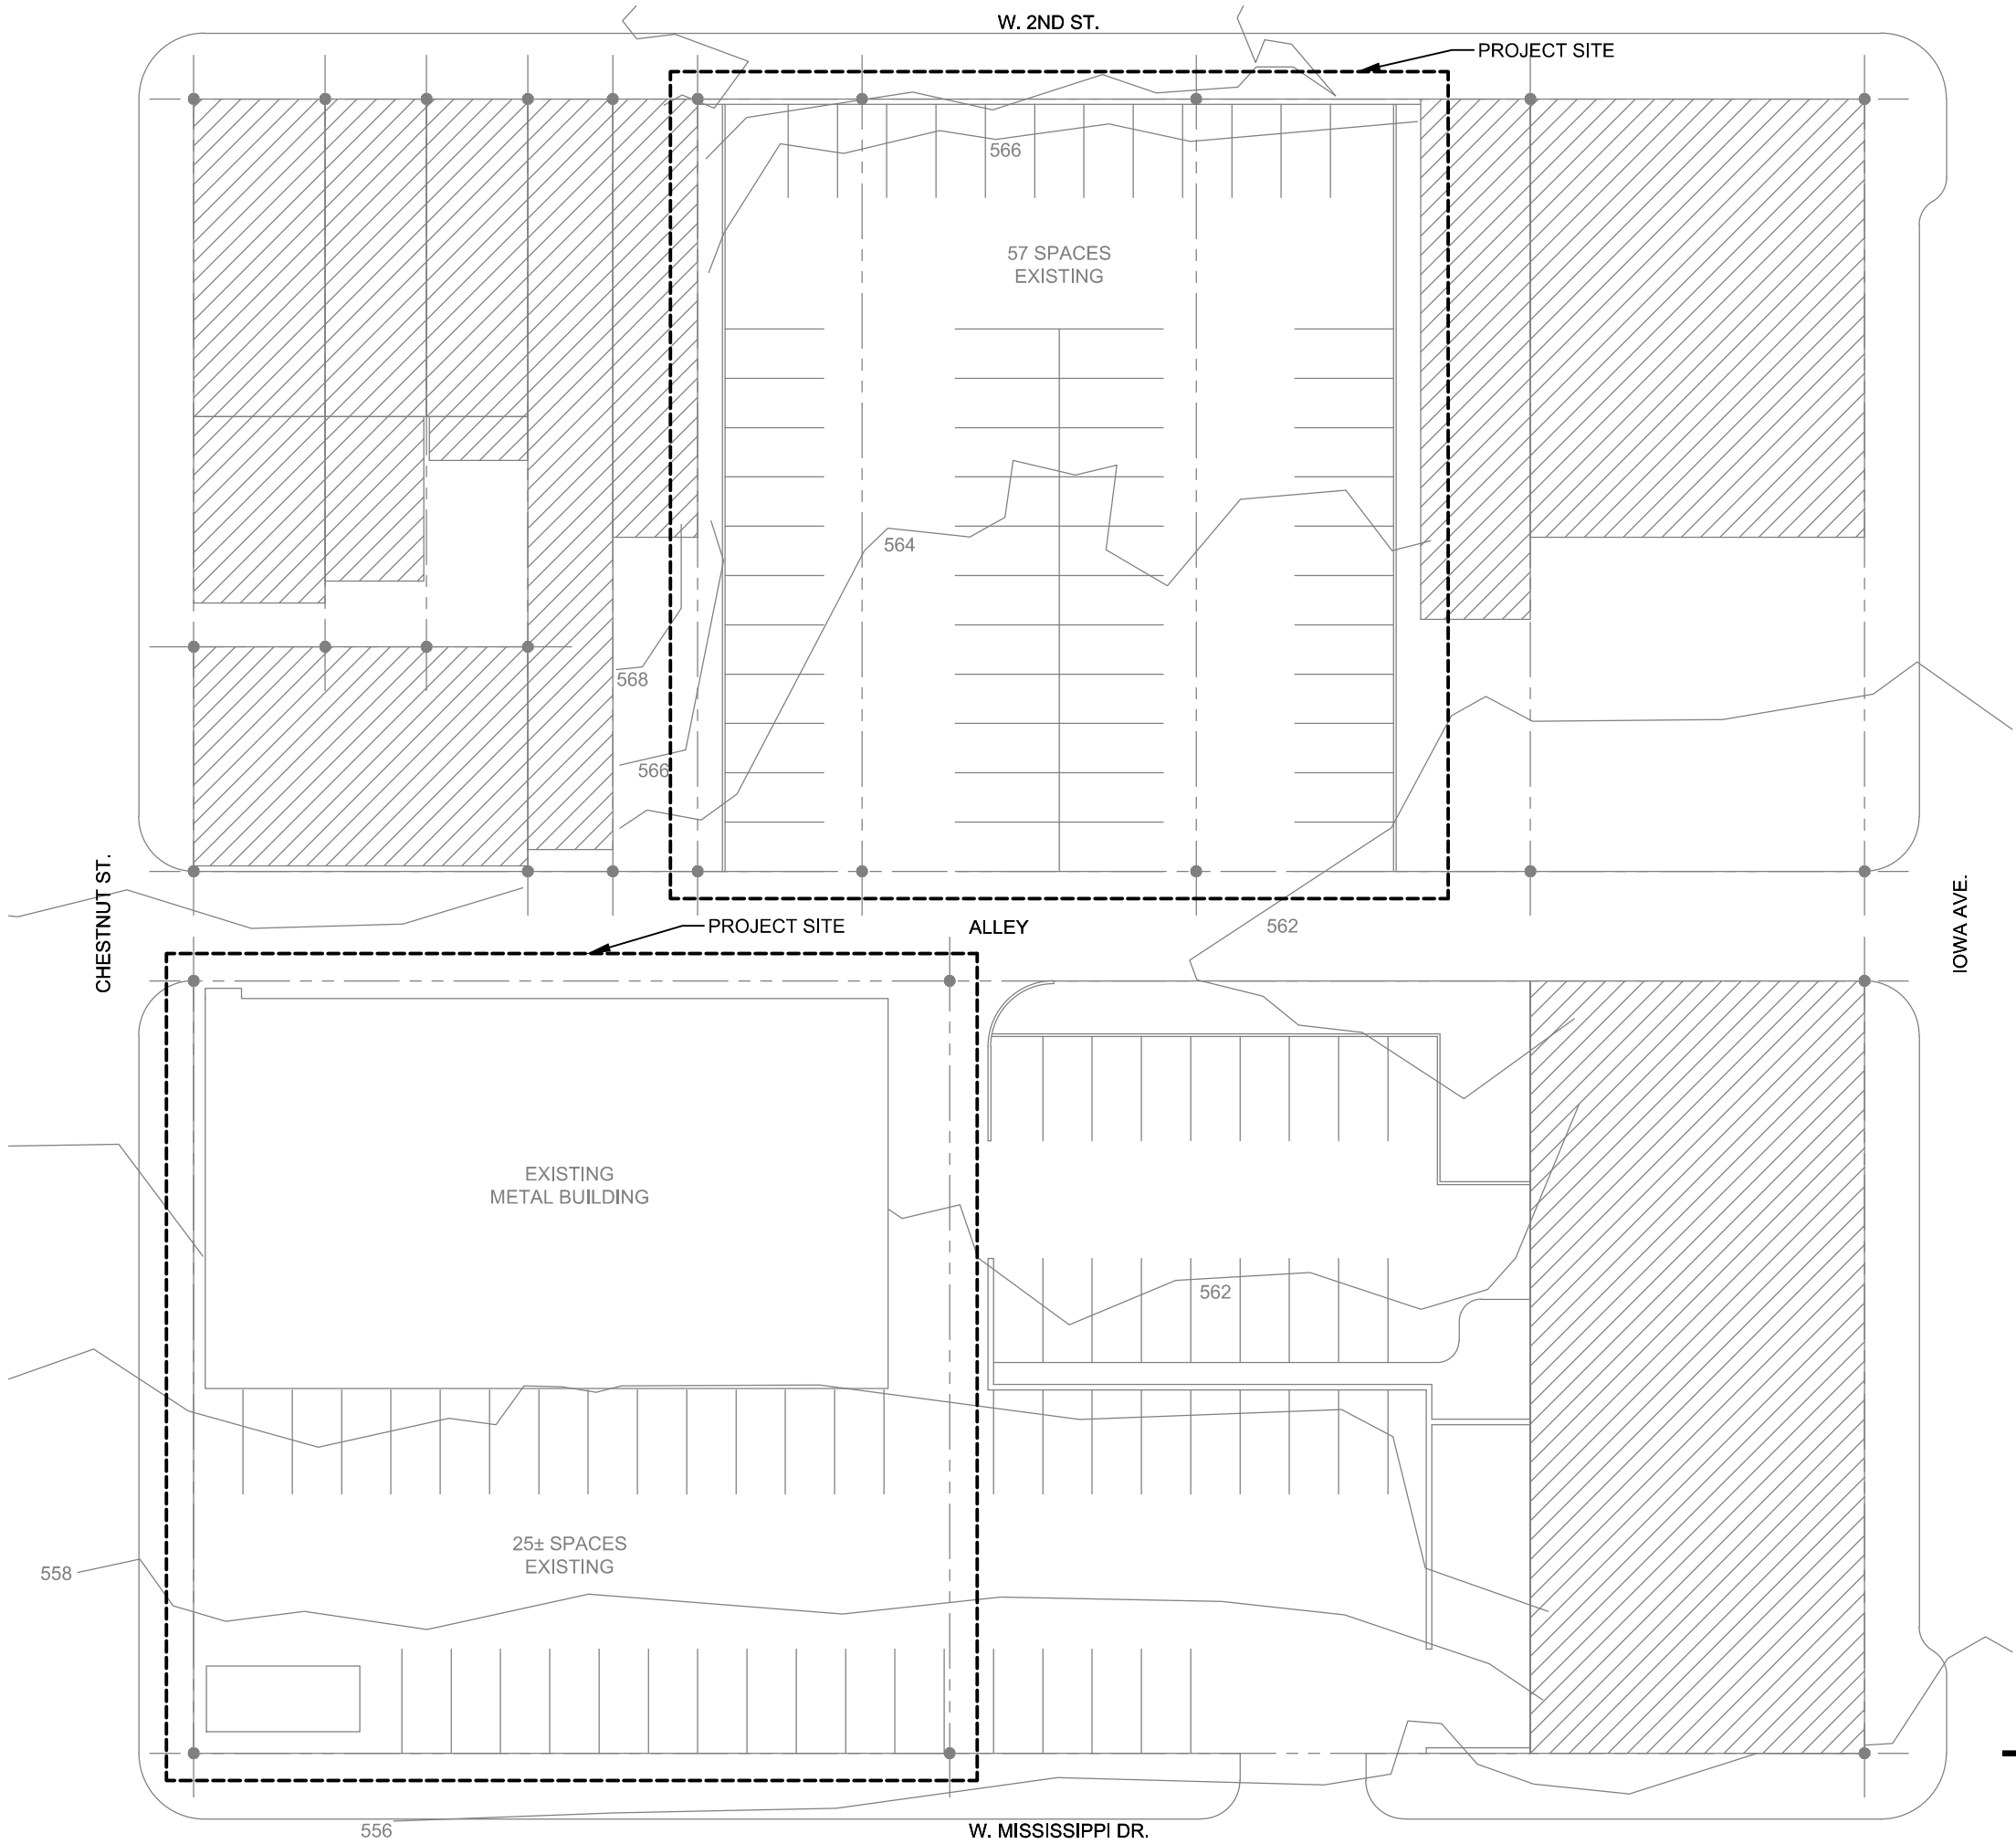 W. 2ND ST.
PROJECT SITE
566
57 SPACES
EXISTING
564
568
566
CHESTNUT ST.
PROJECT SITE
ALLEY
562
IOWA AVE.
EXISTING
METAL BUILDING
562
25± SPACES
EXISTING
558
556
W. MISSISSIPPI DR.